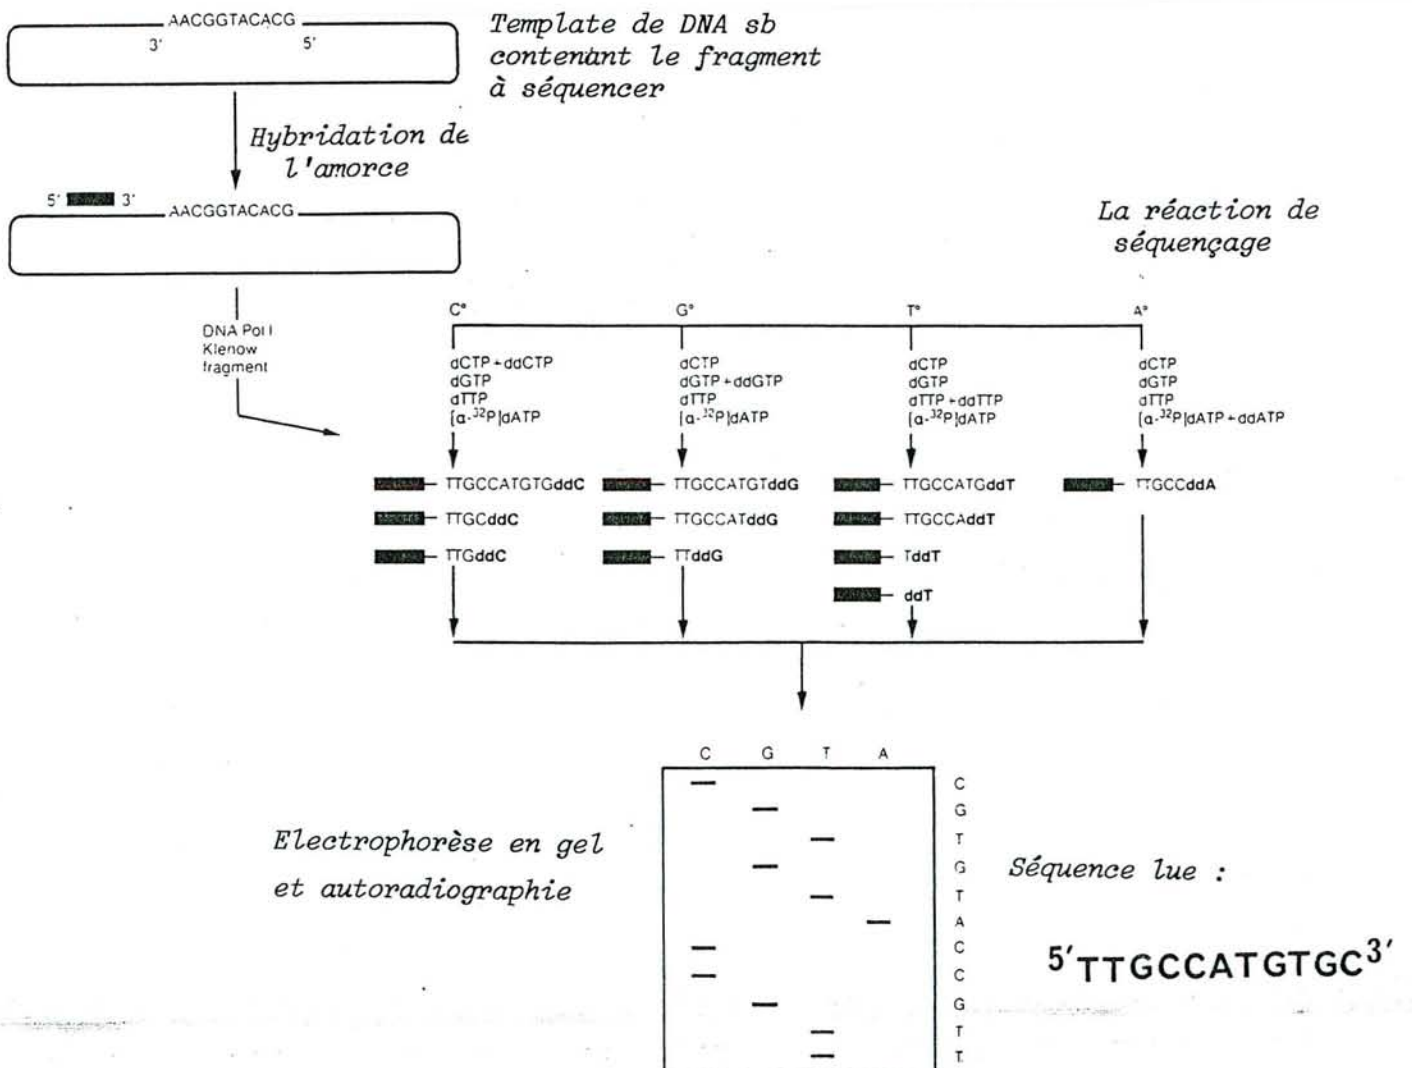 AACGGTACACG
3' 5'
Template de DNA sb
contenant le fragment
à séquencer
Hybridation de
l'amorce
5' 3'
AACGGTACACG
La réaction de
séquençage
DNA Pol I
Klenow
fragment
C° G° T° A°
dCTP+ddCTP
dGTP
dTTP
[α-³²P]dATP
dCTP
dGTP+ddGTP
dTTP
[α-³²P]dATP
dCTP
dGTP
dTTP+ddTTP
[α-³²P]dATP
dCTP
dGTP
dTTP
[α-³²P]dATP+ddATP
TTGCCATGTGddC
TTGCddC
TTGddC
TTGCCATGTddG
TTGCCATddG
TTddG
TTGCCATGddT
TTGCCAddT
TddT
ddT
TTGCCddA
C G T A
C
G
T
G
T
A
C
C
G
T
T
Electrophorèse en gel
et autoradiographie
Séquence lue :
5'TTGCCATGTGC3'